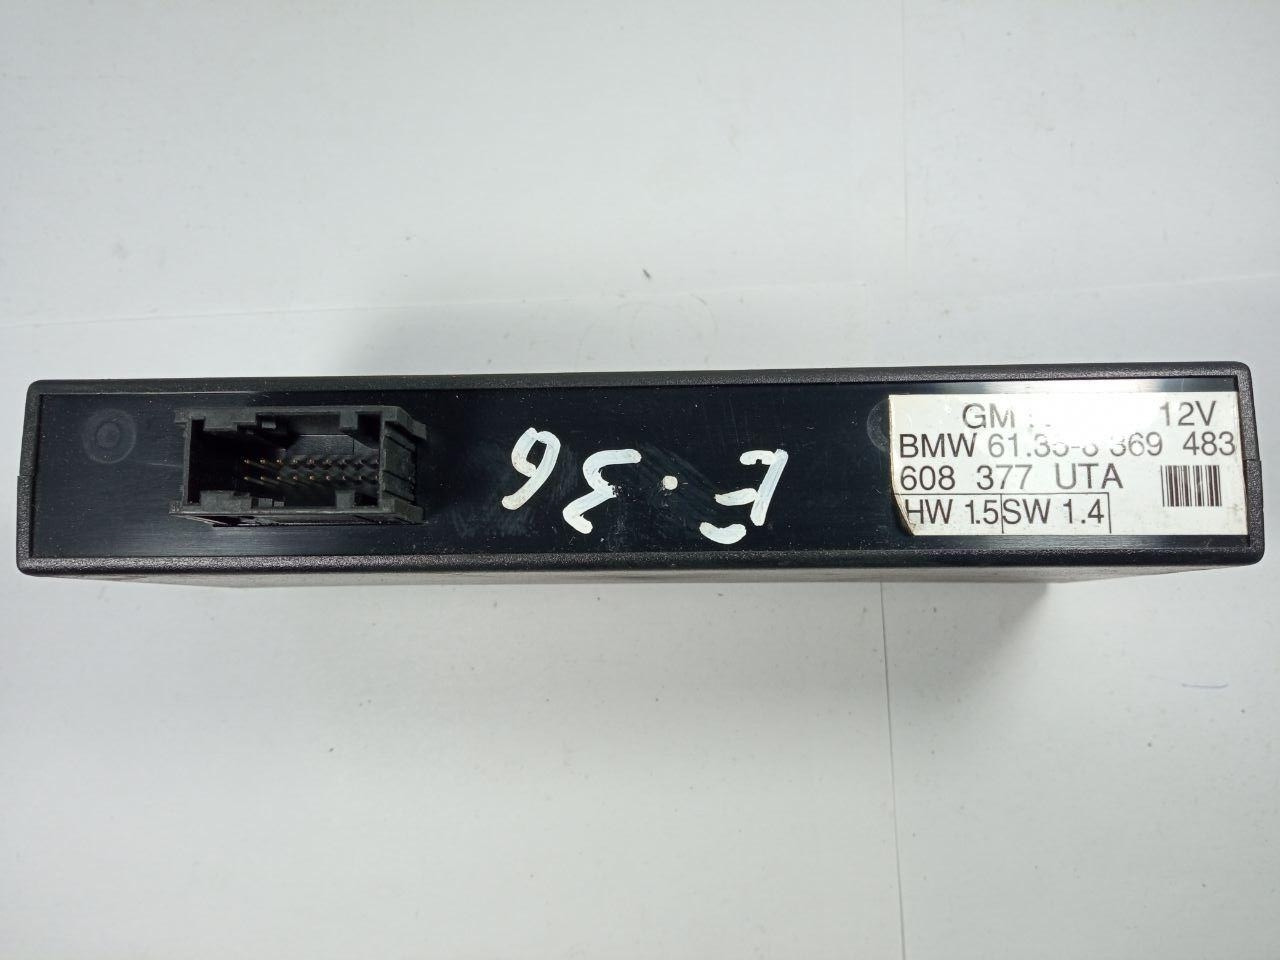 E.36
GM 12V
BMW 61.35-8 369 483
608 377 UTA
HW 1.5 SW 1.4